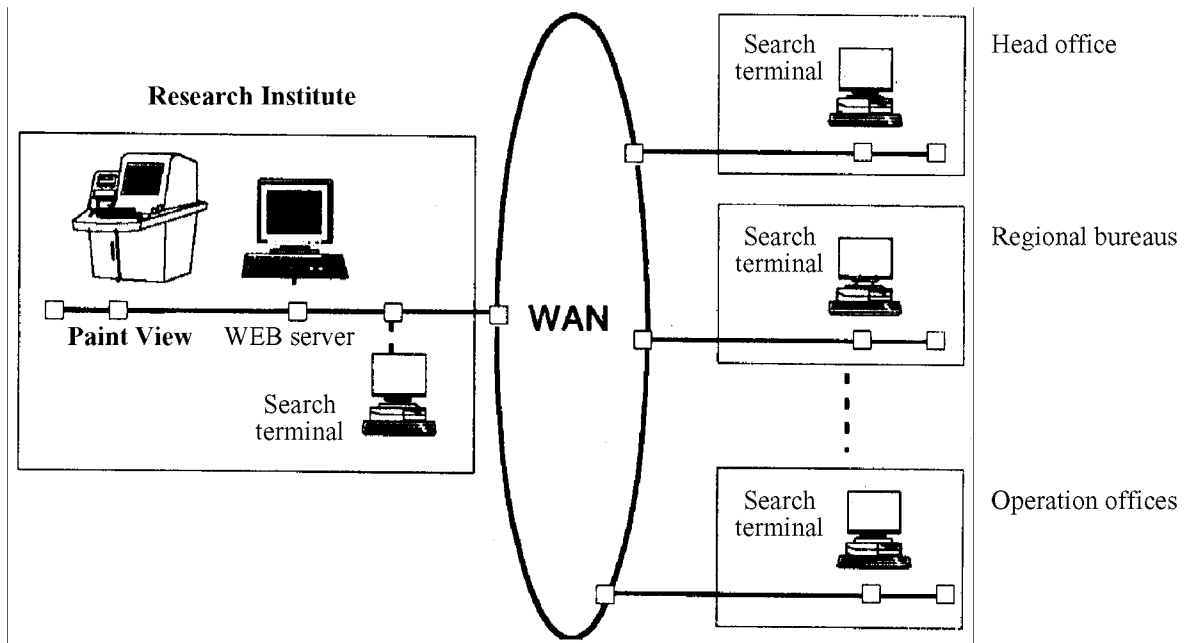 Research Institute
Paint View
WEB server
Search
terminal
WAN
Search
terminal
Head office
Search
terminal
Regional bureaus
Search
terminal
Operation offices